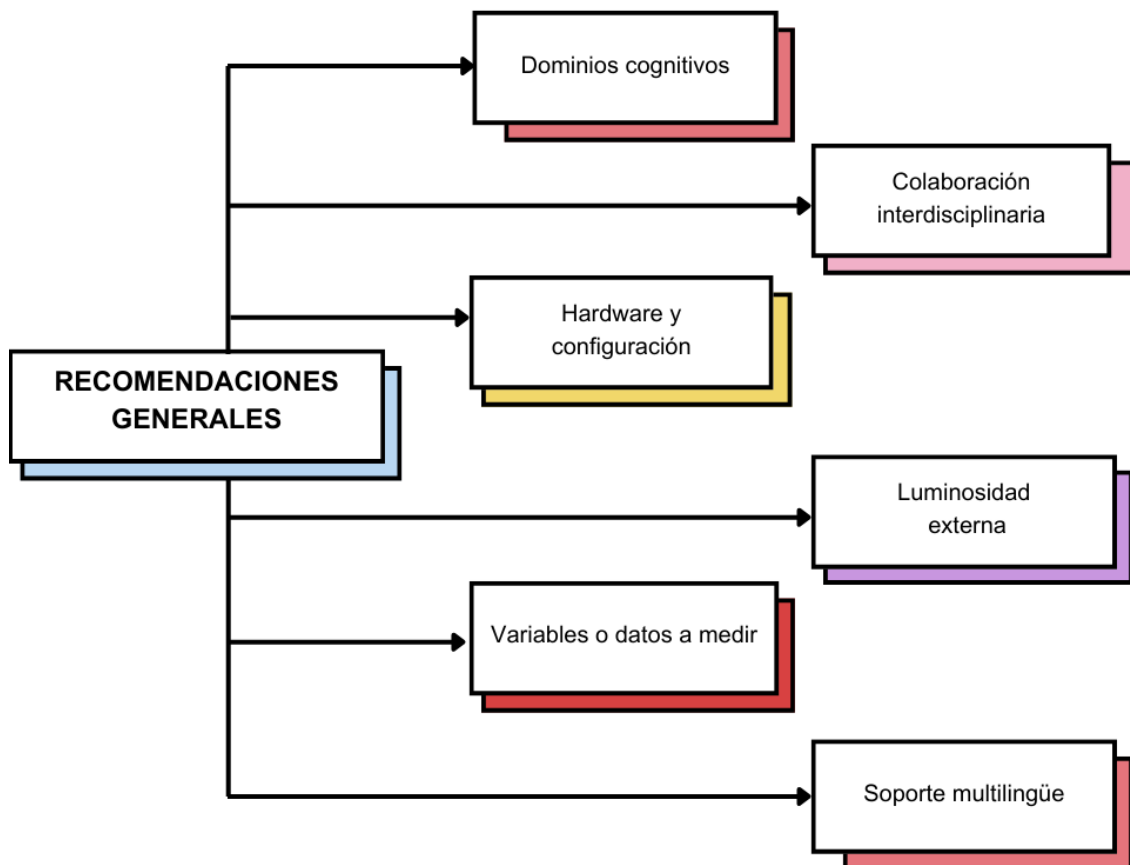 Dominios cognitivos
Colaboración
interdisciplinaria
Hardware y
configuración
RECOMENDACIONES
GENERALES
Luminosidad
externa
Variables o datos a medir
Soporte multilingüe